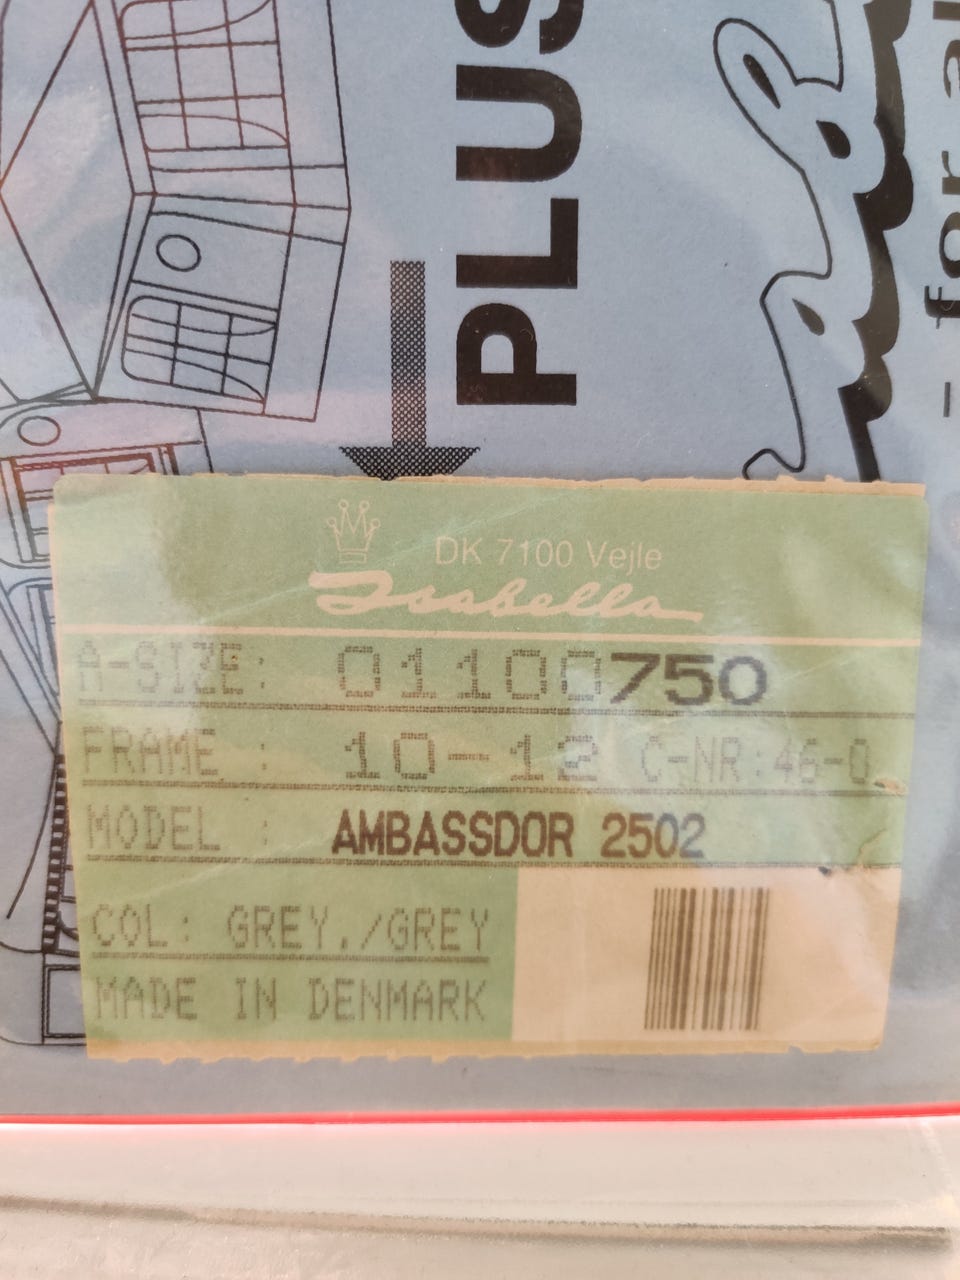 PLUS
for
DK 7100 Vejle
Isabella
A-SIZE: 01100750
FRAME : 10-12 C-NR:46-0
MODEL : AMBASSDOR 2502
COL: GREY./GREY
MADE IN DENMARK